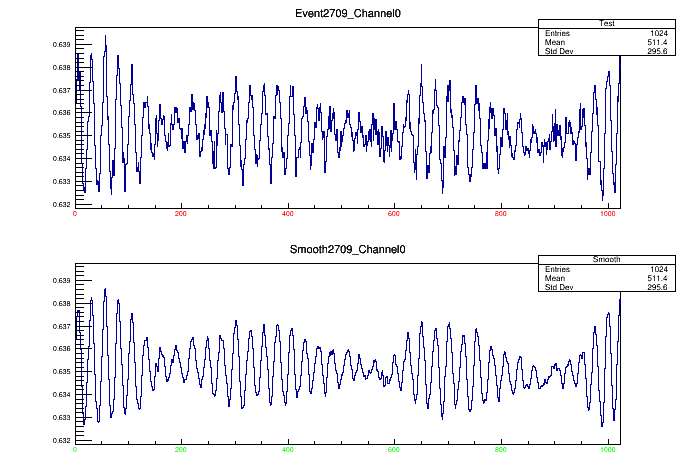 Event2709_Channel0
Test
Entries 1024
Mean 511.4
Std Dev 295.6
0.639
0.638
0.637
0.636
0.635
0.634
0.633
0.632
0 200 400 600 800 1000
Smooth2709_Channel0
Smooth
Entries 1024
Mean 511.4
Std Dev 295.6
0.639
0.638
0.637
0.636
0.635
0.634
0.633
0.632
0 200 400 600 800 1000